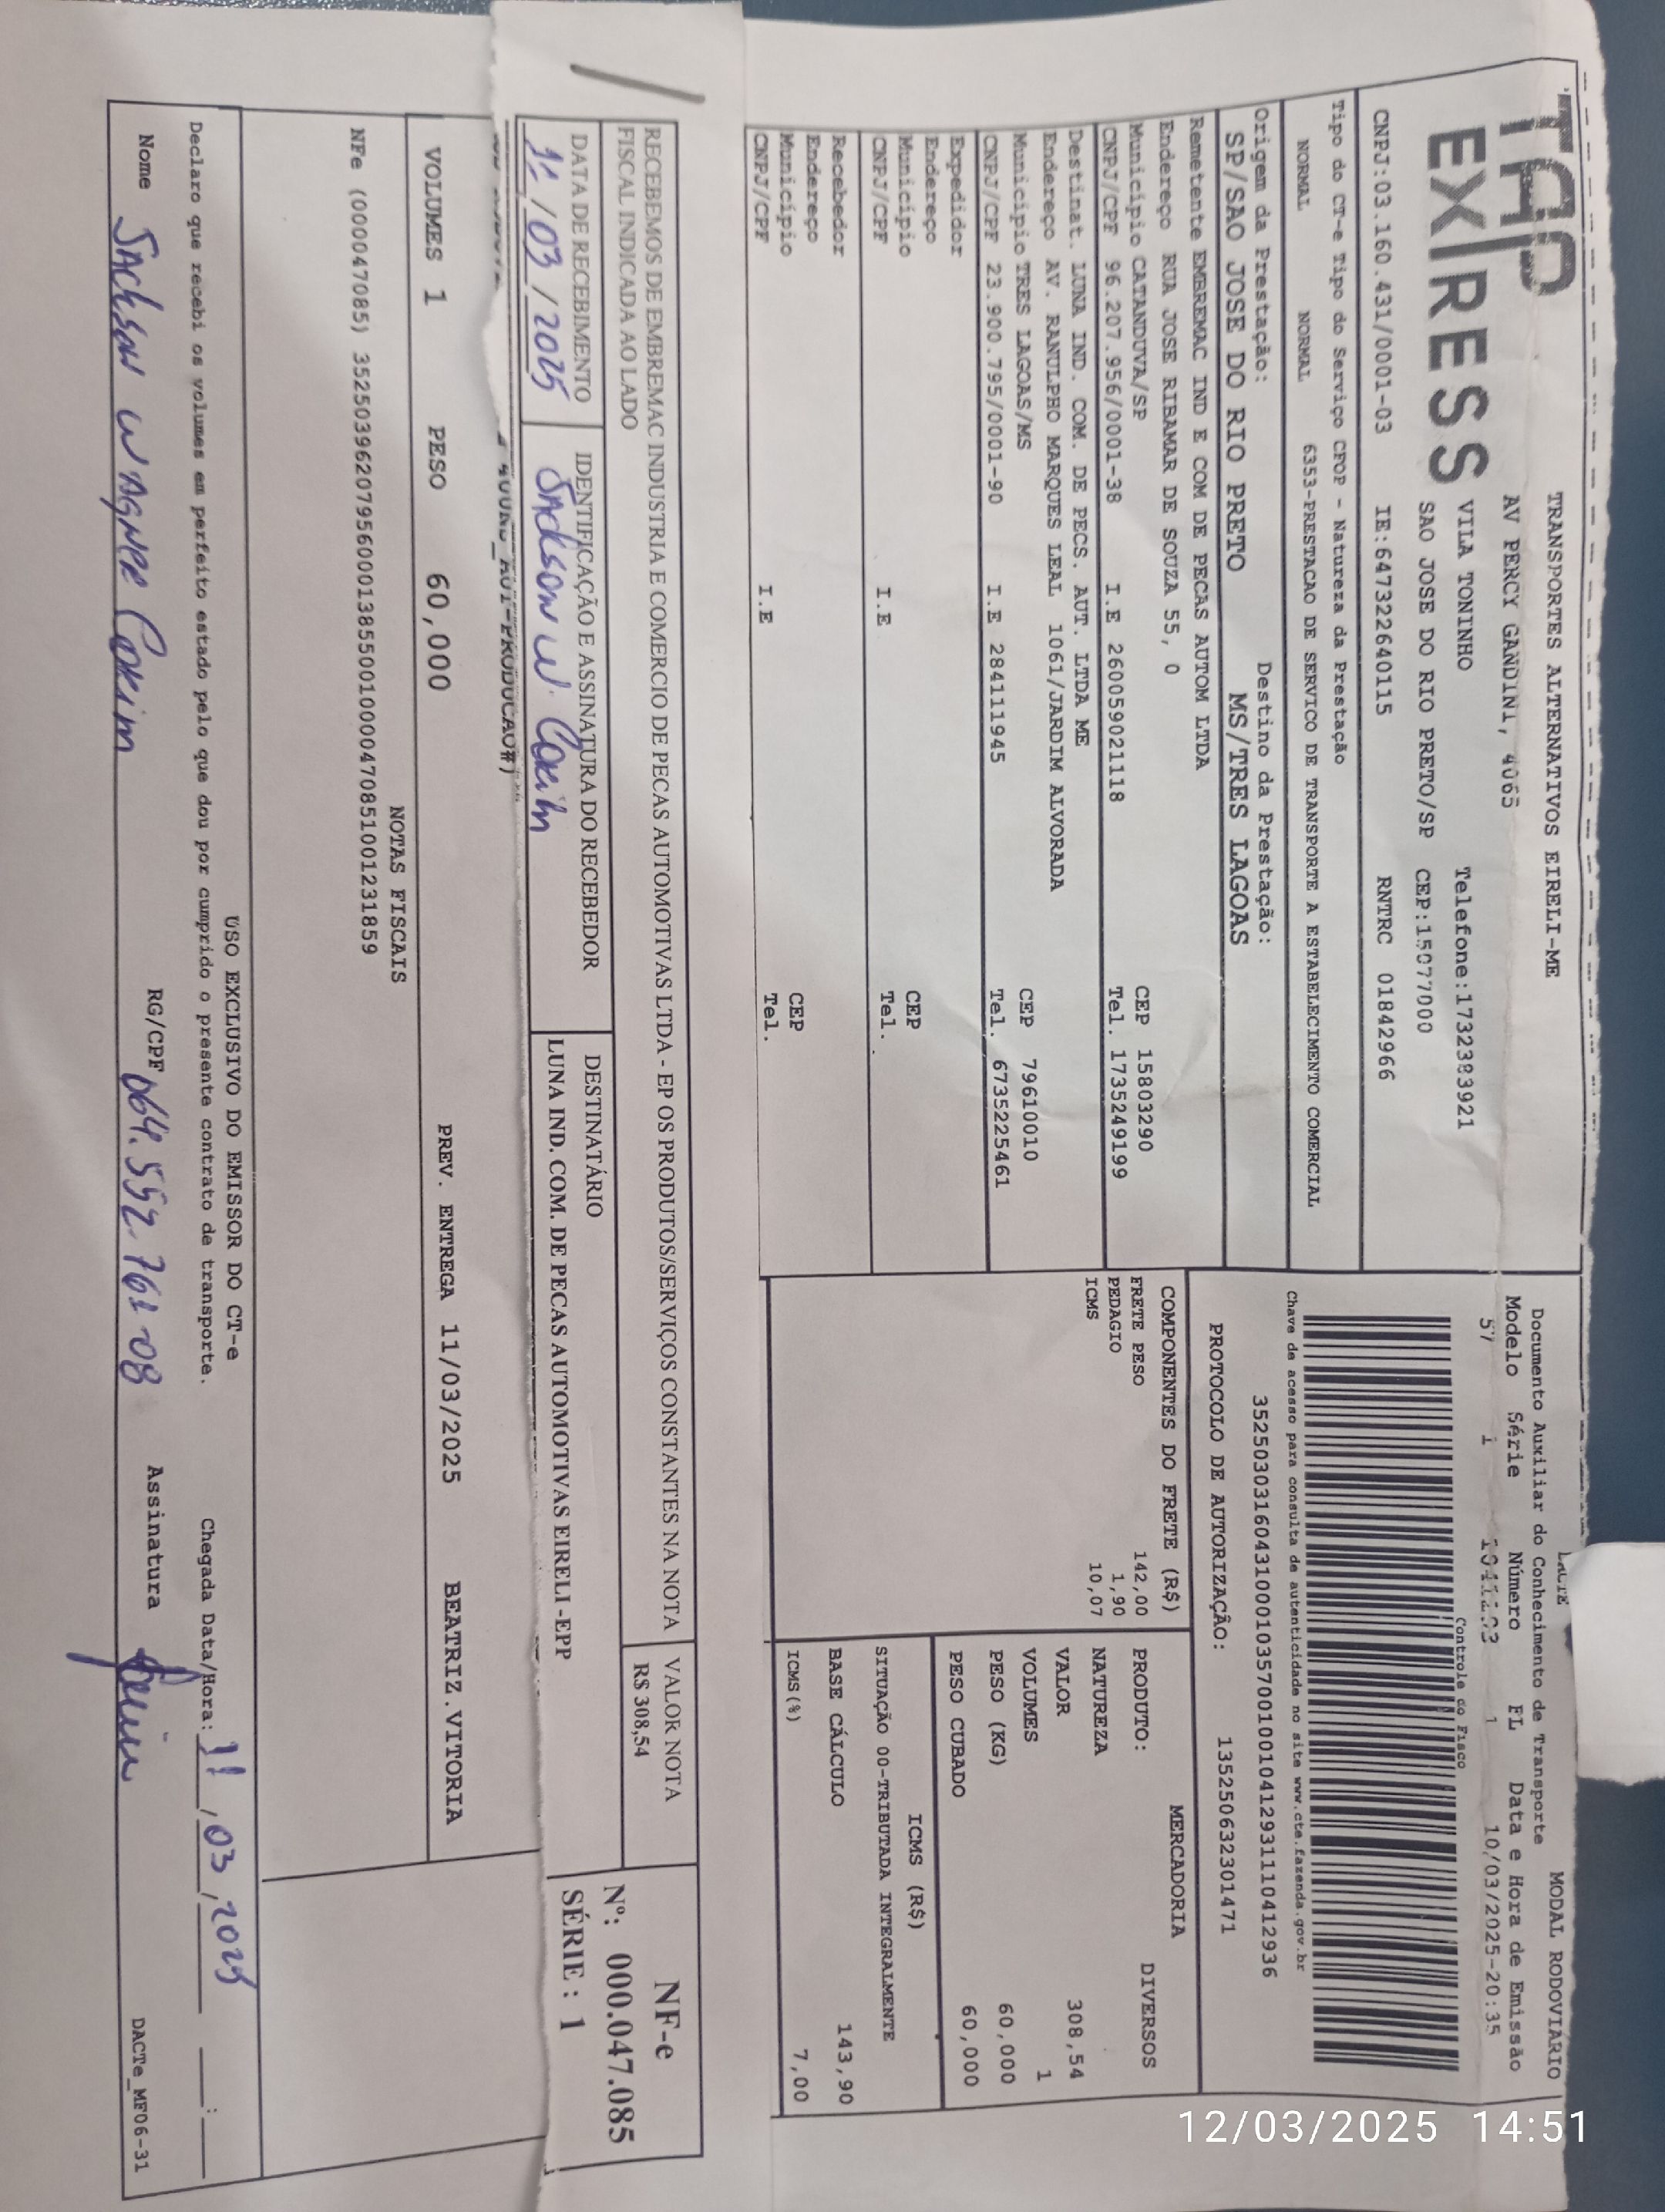 TAP
EXPRESS
TRANSPORTES ALTERNATIVOS EIRELI-ME
AV PERCY GANDINI, 4065
VILA TONINHO Telefone:1732383921
SAO JOSE DO RIO PRETO/SP CEP:15077000
CNPJ:03.160.431/0001-03 IE:647322640115 RNTRC 01842966
Tipo do CT-e Tipo do Serviço CFOP - Natureza da Prestação
NORMAL NORMAL 6353-PRESTACAO DE SERVICO DE TRANSPORTE A ESTABELECIMENTO COMERCIAL
Origem da Prestação: Destino da Prestação:
SP/SAO JOSE DO RIO PRETO MS/TRES LAGOAS
Remetente EMBREMAC IND E COM DE PECAS AUTOM LTDA
Endereço RUA JOSE RIBAMAR DE SOUZA 55, 0
Município CATANDUVA/SP CEP 15803290
CNPJ/CPF 96.207.956/0001-38 I.E 260059021118 Tel. 1735249199
Destinat. LUNA IND. COM. DE PECS. AUT. LTDA ME
Endereço AV. RANULPHO MARQUES LEAL 1061/JARDIM ALVORADA
Município TRES LAGOAS/MS CEP 79610010
CNPJ/CPF 23.900.795/0001-90 I.E 284111945 Tel. 6735225461
Expedidor
Endereço
Município CEP
CNPJ/CPF I.E Tel.
Recebedor
Endereço
Município CEP
CNPJ/CPF I.E Tel.
DACTE MODAL RODOVIÁRIO
Documento Auxiliar do Conhecimento de Transporte
Modelo Série Número FL Data e Hora de Emissão
57 1 1 10/03/2025-20:35
Controle do Fisco
Chave de acesso para consulta de autenticidade no site www.cte.fazenda.gov.br
35250303160431000103570010010412931110412936
PROTOCOLO DE AUTORIZAÇÃO: 135250632301471
COMPONENTES DO FRETE (R$)
FRETE PESO 142,00
PEDAGIO 1,90
ICMS 10,07
MERCADORIA
PRODUTO: DIVERSOS
NATUREZA
VALOR 308,54
VOLUMES 1
PESO (KG) 60,000
PESO CUBADO 60,000
ICMS (R$)
SITUAÇÃO 00-TRIBUTADA INTEGRALMENTE
BASE CÁLCULO 143,90
ICMS(%) 7,00
RECEBEMOS DE EMBREMAC INDUSTRIA E COMERCIO DE PECAS AUTOMOTIVAS LTDA - EP OS PRODUTOS/SERVIÇOS CONSTANTES NA NOTA
FISCAL INDICADA AO LADO
VALOR NOTA
R$ 308,54
DATA DE RECEBIMENTO
11/03/2025
IDENTIFICAÇÃO E ASSINATURA DO RECEBEDOR
Jackson W. Corim
DESTINATÁRIO
LUNA IND. COM. DE PECAS AUTOMOTIVAS EIRELI -EPP
NF-e
Nº: 000.047.085
SÉRIE : 1
VOLUMES 1 PESO 60,000 PREV. ENTREGA 11/03/2025 BEATRIZ.VITORIA
NOTAS FISCAIS
NFe (000047085) 35250396207956000138550010000470851001231859
USO EXCLUSIVO DO EMISSOR DO CT-e
Declaro que recebi os volumes em perfeito estado pelo que dou por cumprido o presente contrato de transporte. Chegada Data/Hora: 11/03/2025 __:__
Nome Jackson Wagner Corim RG/CPF 064.552.761-08 Assinatura
DACTe_MF06-31
12/03/2025 14:51